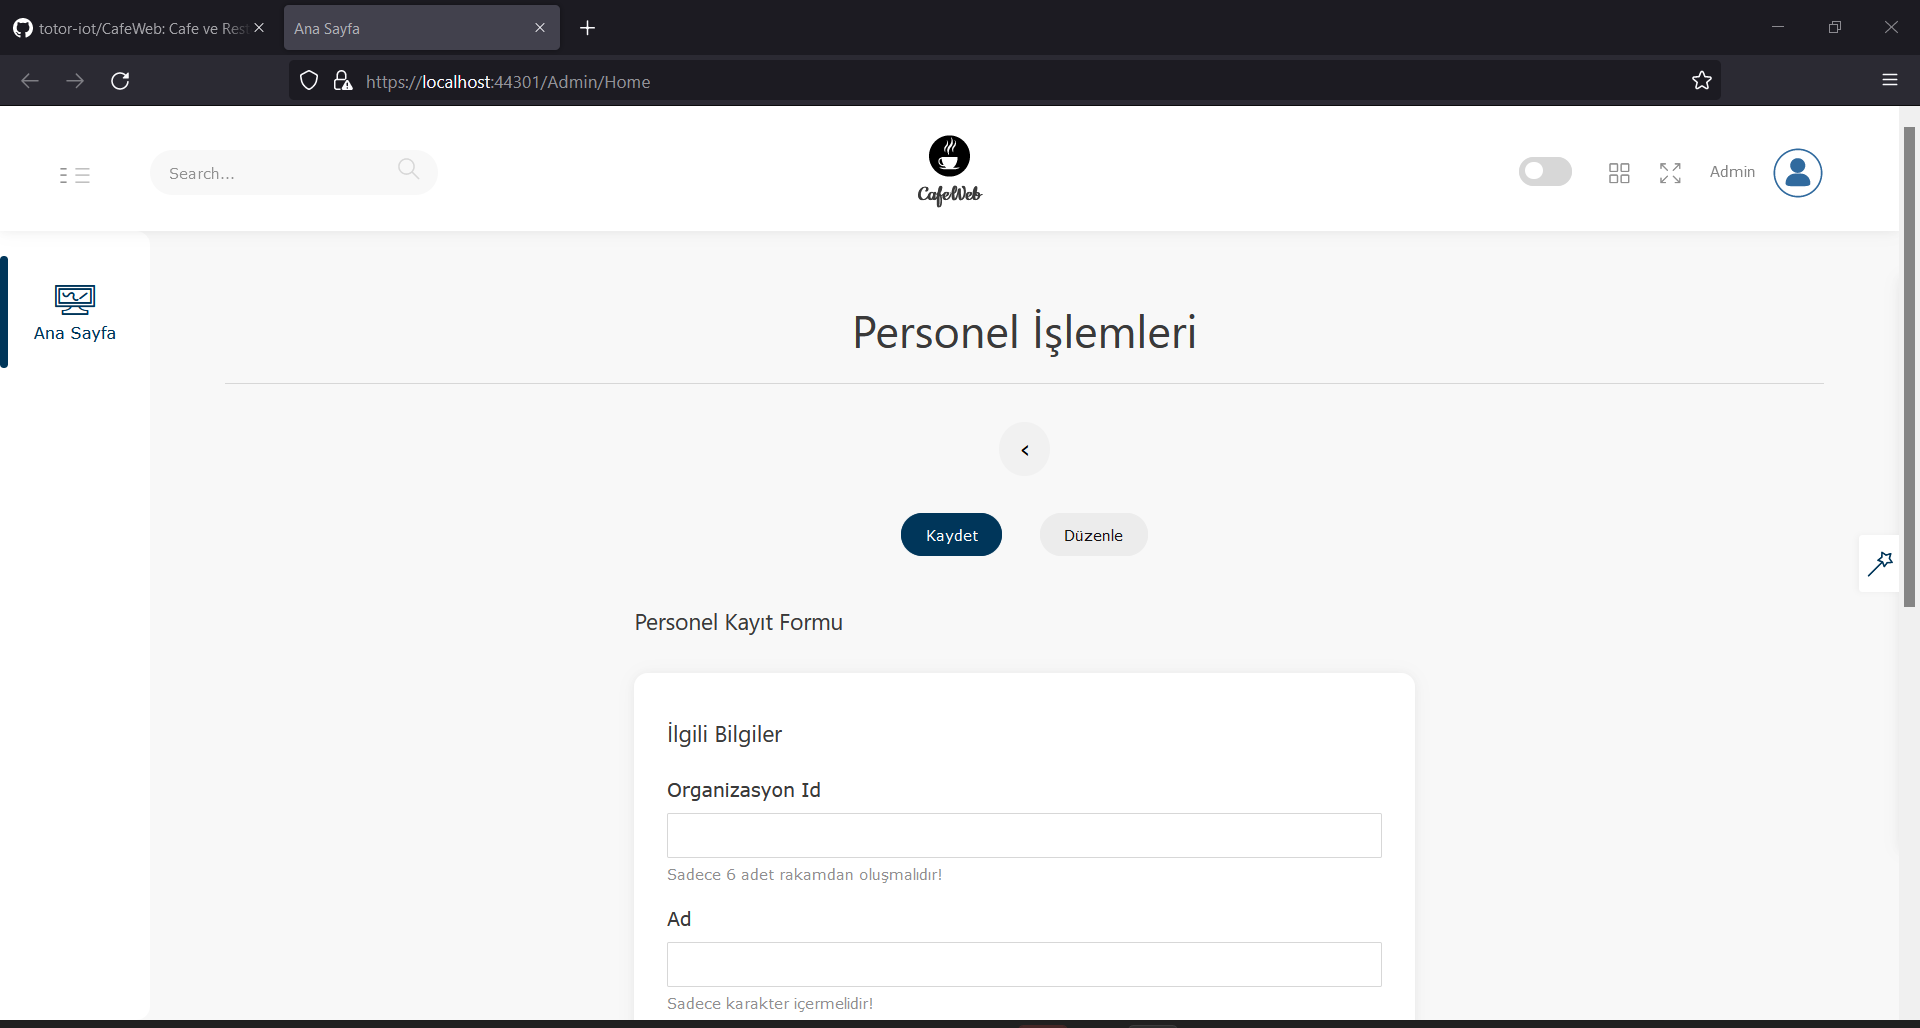 totor-iot/CafeWeb: Cafe ve Rest
Ana Sayfa
https://localhost:44301/Admin/Home
Search...
CafeWeb
Admin
Ana Sayfa
Personel İşlemleri
<
Kaydet
Düzenle
Personel Kayıt Formu
İlgili Bilgiler
Organizasyon Id
Sadece 6 adet rakamdan oluşmalıdır!
Ad
Sadece karakter içermelidir!